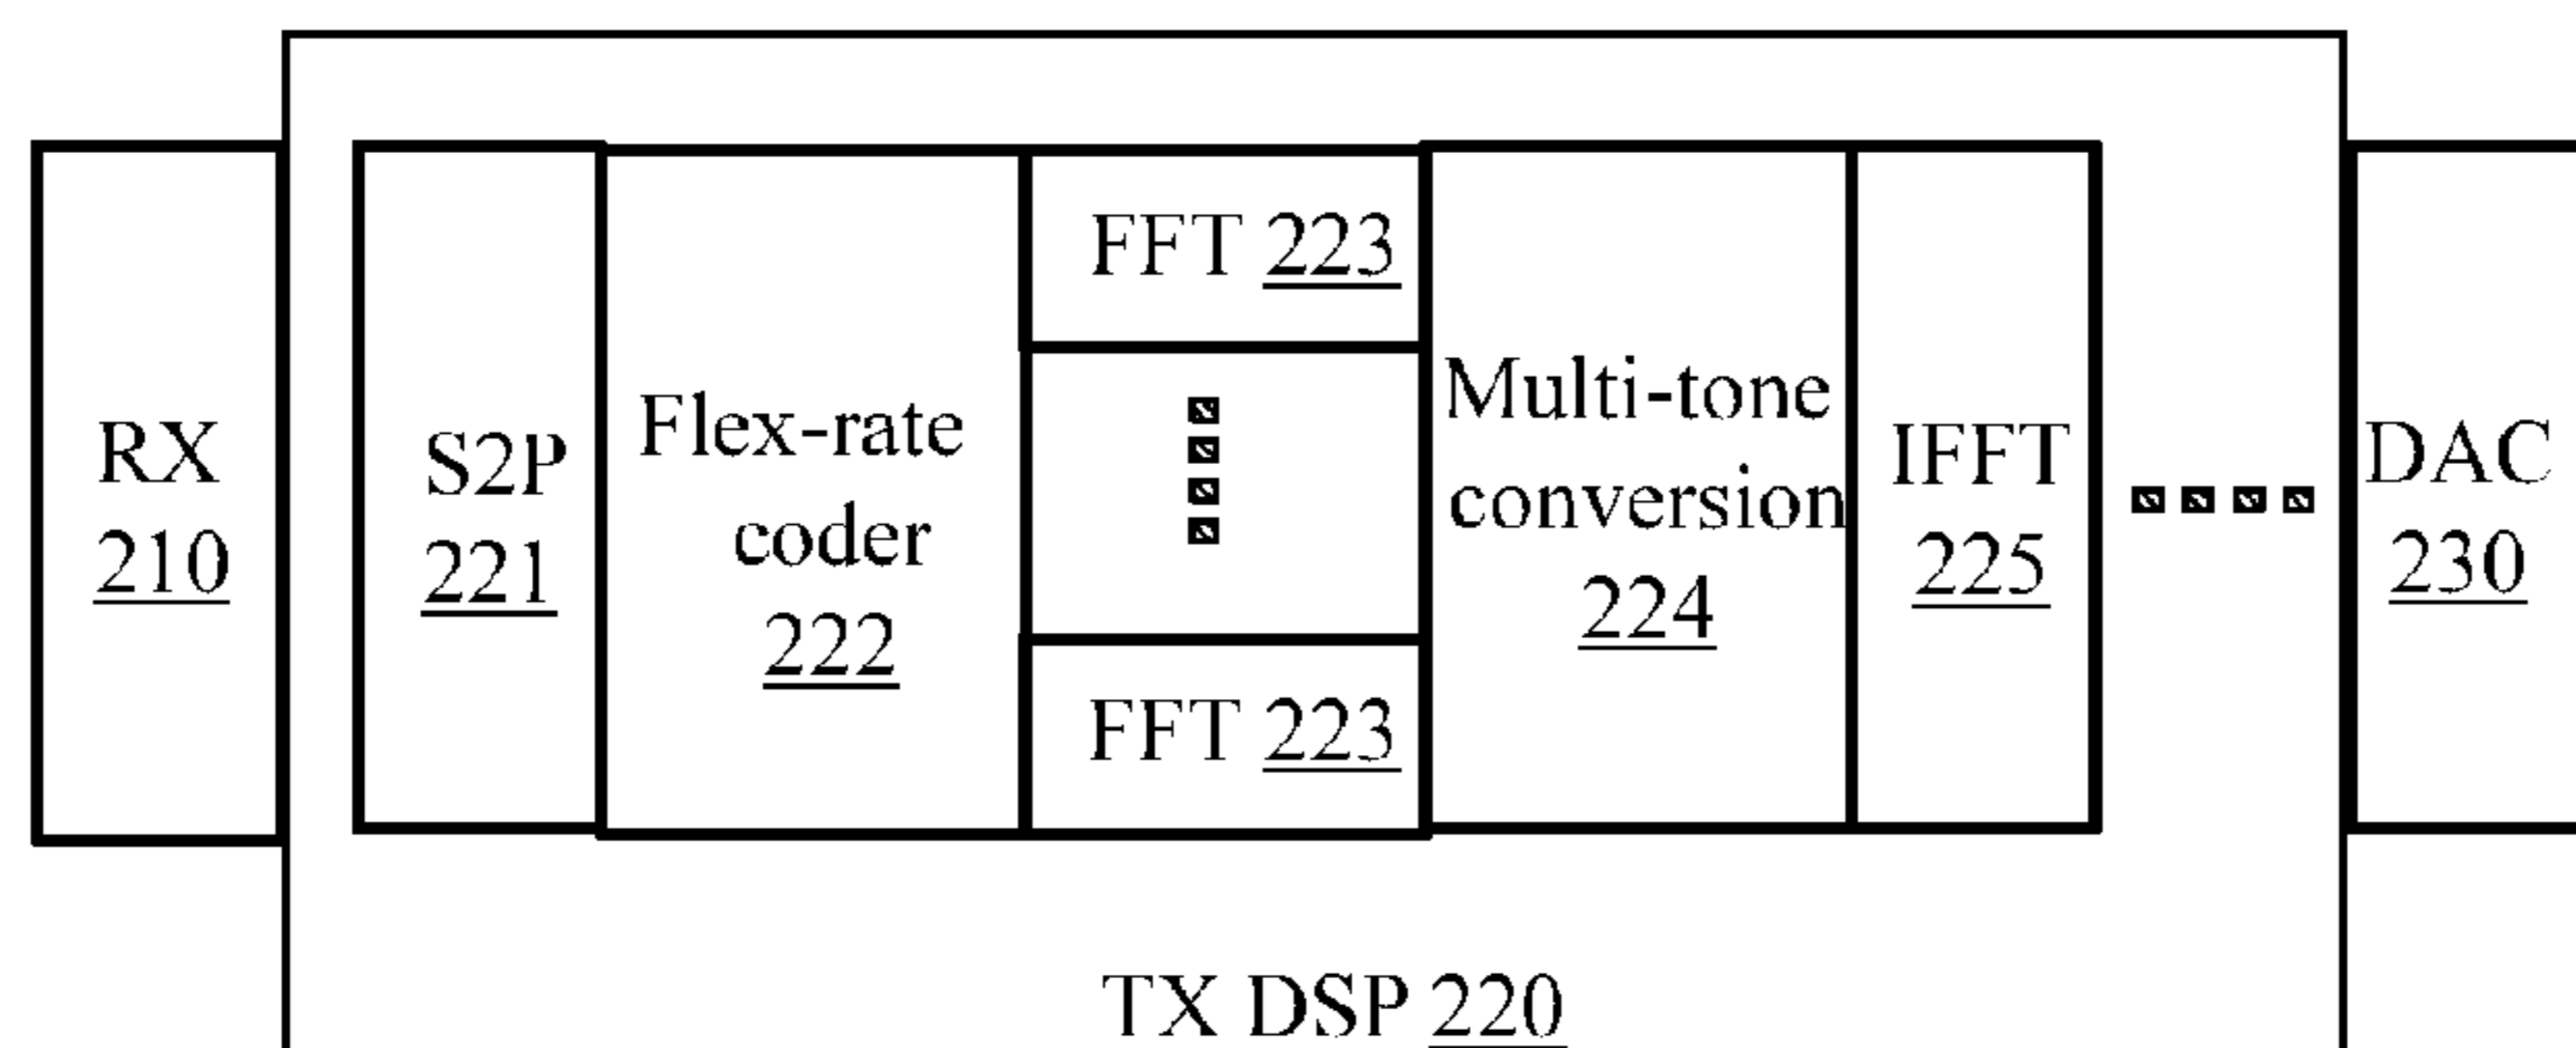 RX
210
S2P
221
Flex-rate
coder
222
FFT 223
FFT 223
Multi-tone
conversion
224
IFFT
225
DAC
230
TX DSP 220